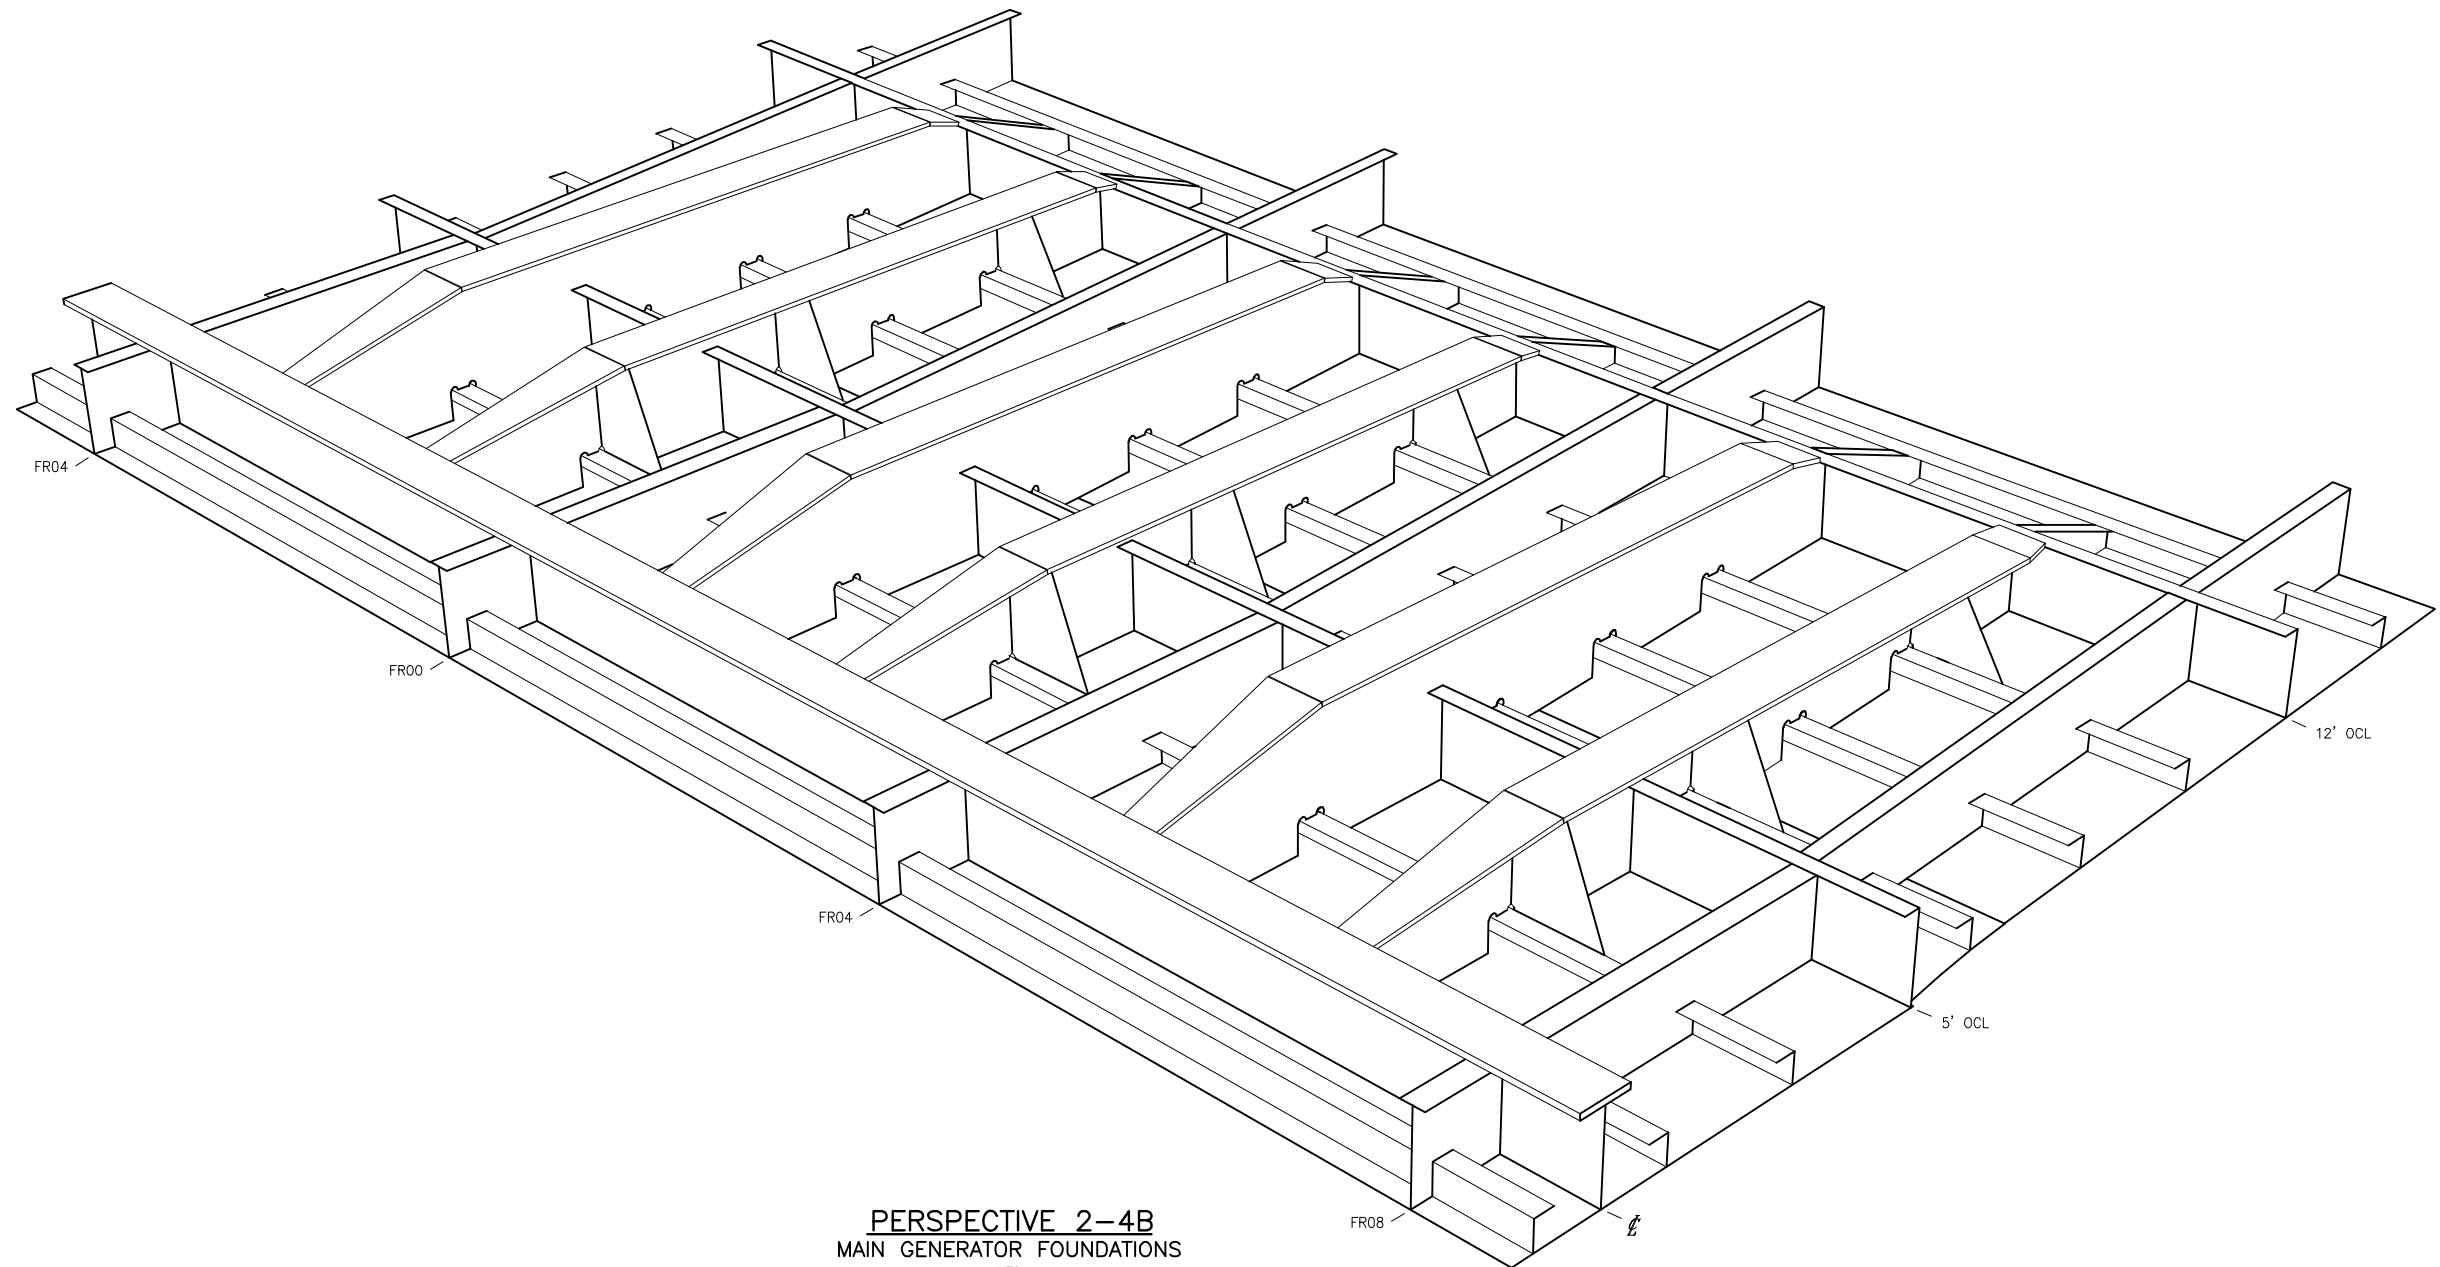 FR04
12' OCL
FR00
FR04
5' OCL
FR08
℄
PERSPECTIVE 2-4B
MAIN GENERATOR FOUNDATIONS